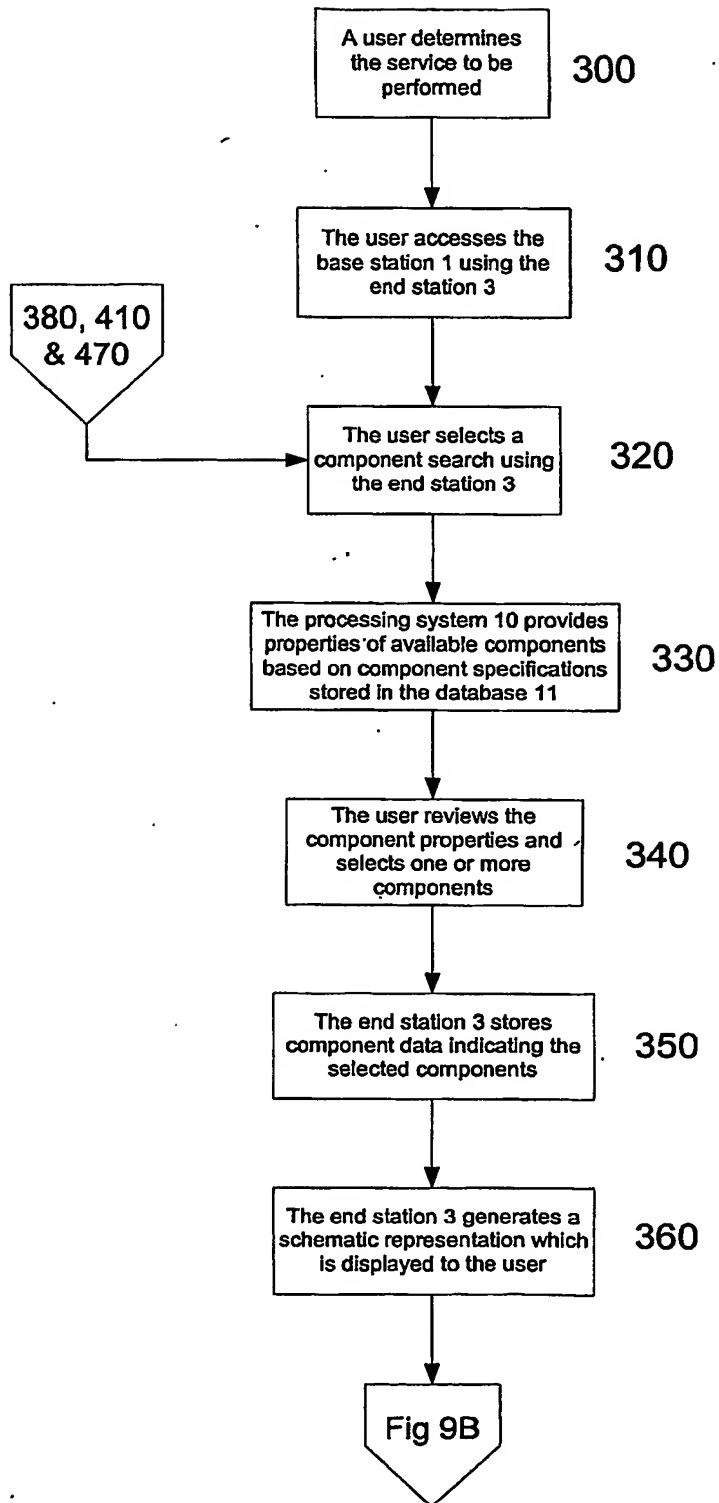 A user determines
the service to be
performed
300
The user accesses the
base station 1 using the
end station 3
310
380, 410
& 470
The user selects a
component search using
the end station 3
320
The processing system 10 provides
properties of available components
based on component specifications
stored in the database 11
330
The user reviews the
component properties and
selects one or more
components
340
The end station 3 stores
component data indicating the
selected components
350
The end station 3 generates a
schematic representation which
is displayed to the user
360
Fig 9B